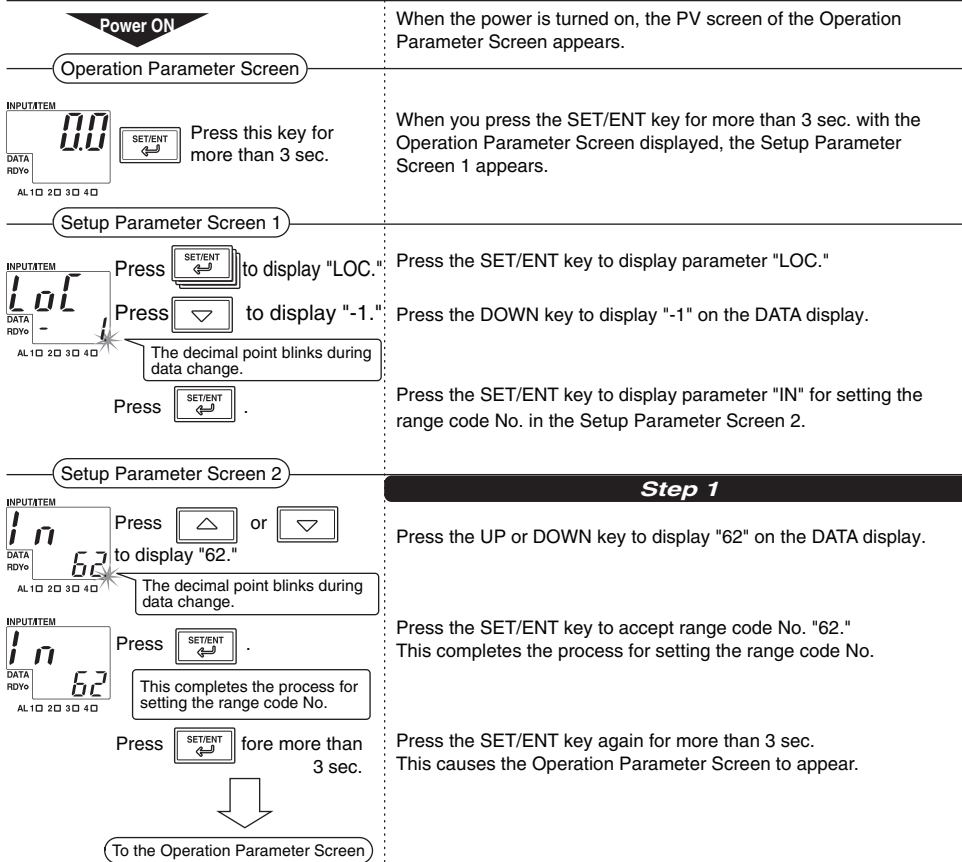 Power ON
When the power is turned on, the PV screen of the Operation
Parameter Screen appears.
Operation Parameter Screen
INPUT/ITEM
0.0
DATA
RDYo
AL 1□ 2□ 3□ 4□
SET/ENT
Press this key for
more than 3 sec.
When you press the SET/ENT key for more than 3 sec. with the
Operation Parameter Screen displayed, the Setup Parameter
Screen 1 appears.
Setup Parameter Screen 1
INPUT/ITEM
LoC
DATA
RDYo
- 1
AL 1□ 2□ 3□ 4□
Press SET/ENT to display "LOC."
Press the SET/ENT key to display parameter "LOC."
Press to display "-1."
Press the DOWN key to display "-1" on the DATA display.
The decimal point blinks during
data change.
Press SET/ENT .
Press the SET/ENT key to display parameter "IN" for setting the
range code No. in the Setup Parameter Screen 2.
Setup Parameter Screen 2
Step 1
INPUT/ITEM
In
DATA
RDYo
62
AL 1□ 2□ 3□ 4□
Press or
to display "62."
Press the UP or DOWN key to display "62" on the DATA display.
The decimal point blinks during
data change.
INPUT/ITEM
In
DATA
RDYo
62
AL 1□ 2□ 3□ 4□
Press SET/ENT .
Press the SET/ENT key to accept range code No. "62."
This completes the process for setting the range code No.
This completes the process for
setting the range code No.
Press SET/ENT fore more than
3 sec.
Press the SET/ENT key again for more than 3 sec.
This causes the Operation Parameter Screen to appear.
To the Operation Parameter Screen